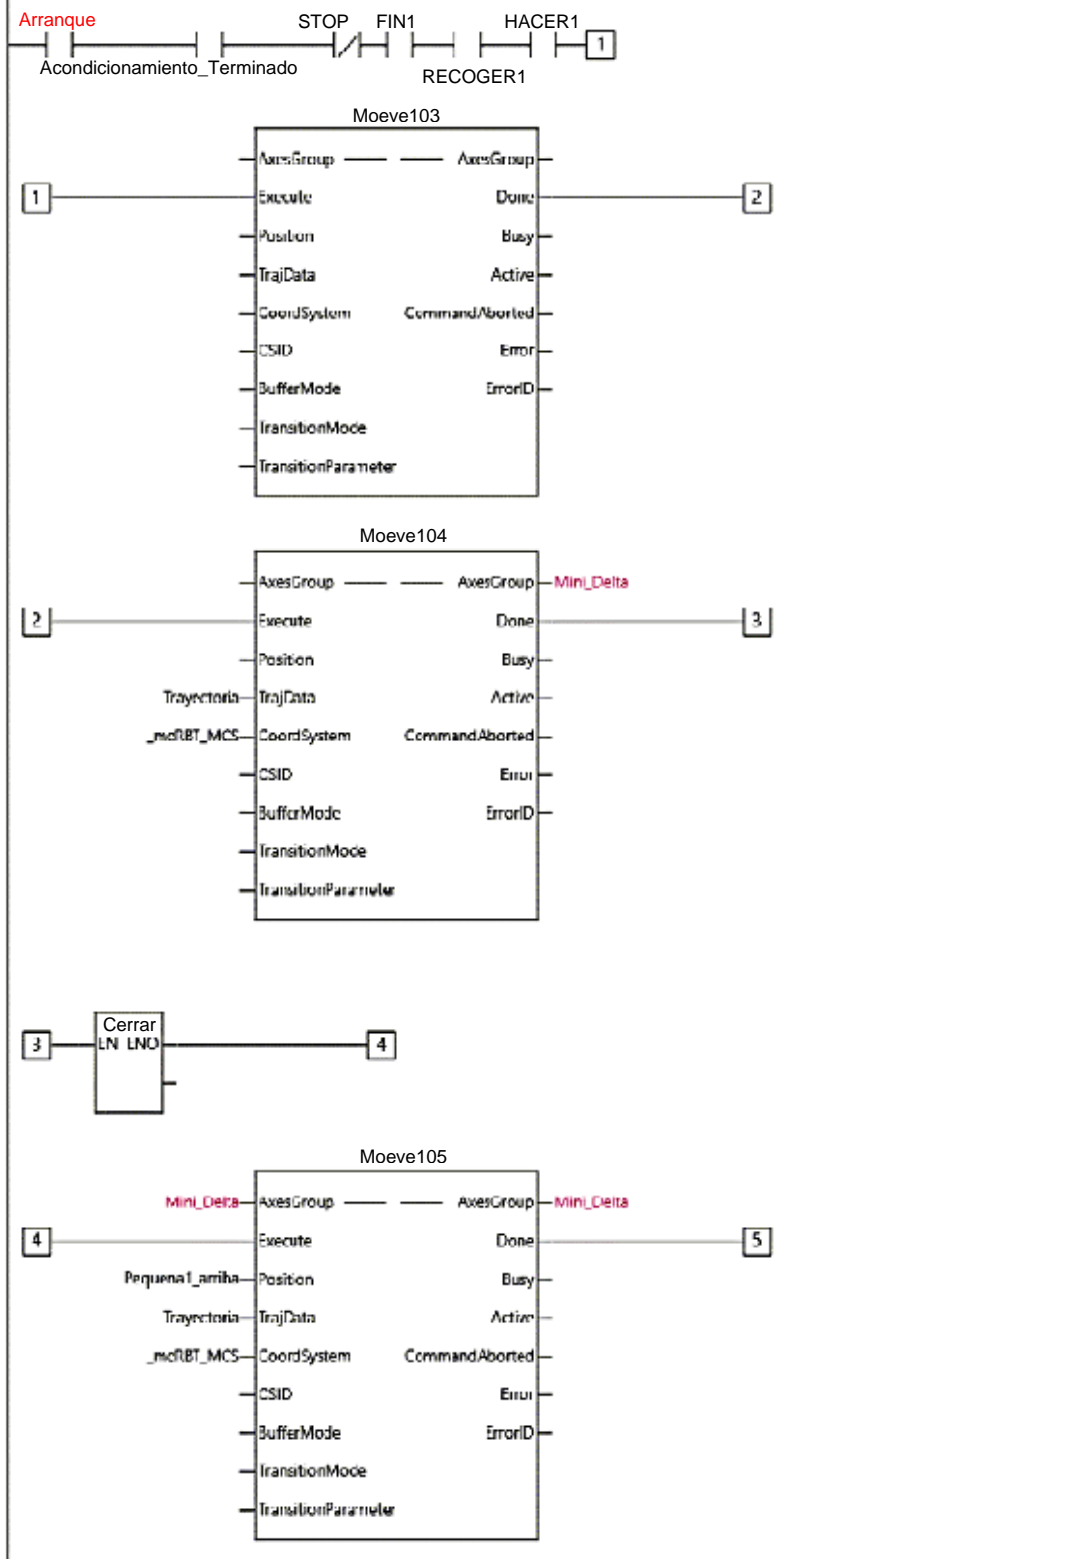 Arranque
STOP FIN1 HACER1
1
Acondicionamiento_Terminado
RECOGER1
Moeve103
AxesGroup AxesGroup
1 Execute Done 2
Position Busy
TrajData Active
CoordSystem CommandAborted
CSID Error
BufferMode ErrorID
TransitionMode
TransitionParameter
Moeve104
AxesGroup AxesGroup Mini_Delta
2 Execute Done 3
Position Busy
Trayectoria TrajData Active
_mcRBT_MCS CoordSystem CommandAborted
CSID Error
BufferMode ErrorID
TransitionMode
TransitionParameter
Cerrar
3 EN ENO 4
Moeve105
Mini_Delta AxesGroup AxesGroup Mini_Delta
4 Execute Done 5
Pequena1_arriba Position Busy
Trayectoria TrajData Active
_mcRBT_MCS CoordSystem CommandAborted
CSID Error
BufferMode ErrorID
TransitionMode
TransitionParameter